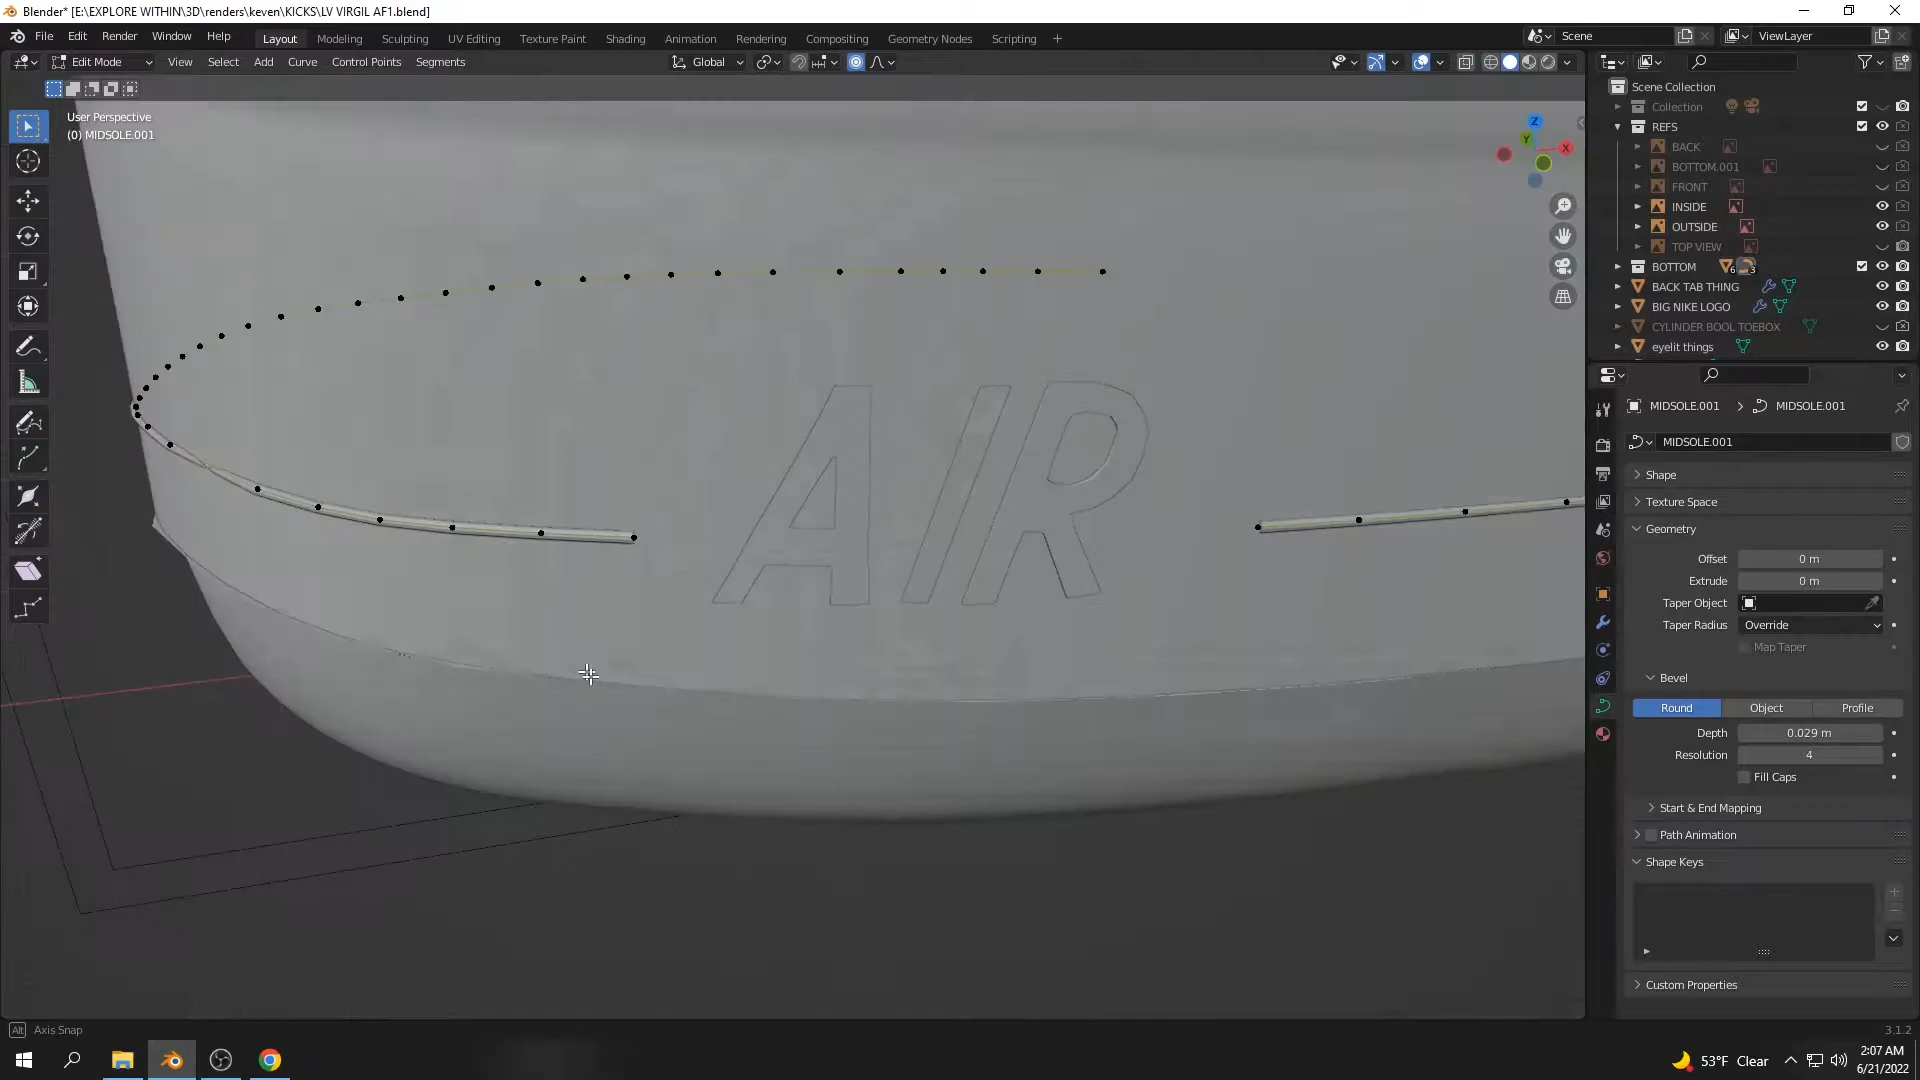 Blender* [E:\EXPLORE WITHIN\3D\renders\keven\KICKS\LV VIRGIL AF1.blend]
File Edit Render Window Help Layout Modeling Sculpting UV Editing Texture Paint Shading Animation Rendering Compositing Geometry Nodes Scripting + Scene ViewLayer
Edit Mode View Select Add Curve Control Points Segments Global
User Perspective
(0) MIDSOLE.001
Z
Y
X
AIR
Scene Collection
Collection
REFS
BACK
BOTTOM.001
FRONT
INSIDE
OUTSIDE
TOP VIEW
BOTTOM 6 3
BACK TAB THING
BIG NIKE LOGO
CYLINDER BOOL TOEBOX
eyelit things
MIDSOLE.001 > MIDSOLE.001
MIDSOLE.001
Shape
Texture Space
Geometry
Offset 0 m
Extrude 0 m
Taper Object
Taper Radius Override
Map Taper
Bevel
Round Object Profile
Depth 0.029 m
Resolution 4
Fill Caps
Start & End Mapping
Path Animation
Shape Keys
Custom Properties
Alt Axis Snap 3.1.2
53°F Clear
2:07 AM
6/21/2022